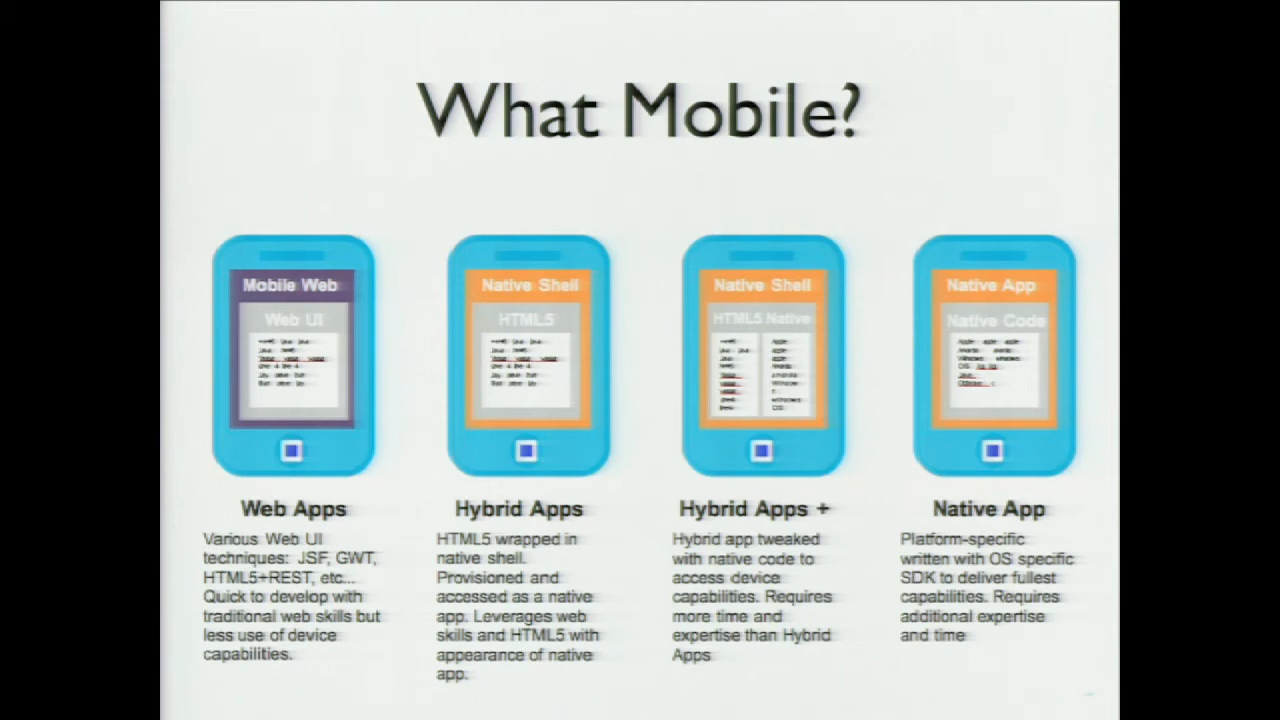 What Mobile?
Mobile Web
Web UI
Native Shell
HTML5
Native Shell
HTML5 Native
Native App
Native Code
Web Apps
Various Web UI
techniques: JSF, GWT,
HTML5+REST, etc...
Quick to develop with
traditional web skills but
less use of device
capabilities.
Hybrid Apps
HTML5 wrapped in
native shell.
Provisioned and
accessed as a native
app. Leverages web
skills and HTML5 with
appearance of native
app.
Hybrid Apps +
Hybrid app tweaked
with native code to
access device
capabilities. Requires
more time and
expertise than Hybrid
Apps
Native App
Platform-specific
written with OS specific
SDK to deliver fullest
capabilities. Requires
additional expertise
and time